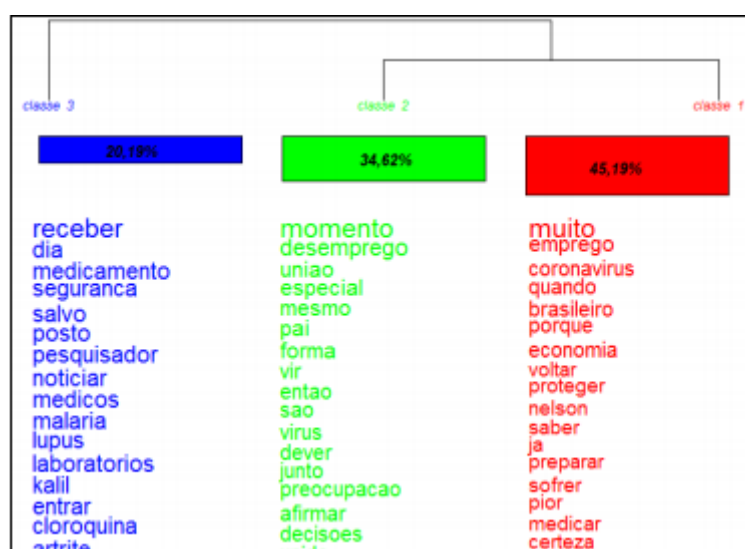 classe 3
classe 2
classe 1
20,19%
34,62%
45,19%
receber
dia
medicamento
seguranca
salvo
posto
pesquisador
noticiar
medicos
malaria
lupus
laboratorios
kalil
entrar
cloroquina
artrite
momento
desemprego
uniao
especial
mesmo
pai
forma
vir
entao
sao
virus
dever
junto
preocupacao
afirmar
decisoes
muito
emprego
coronavirus
quando
brasileiro
porque
economia
voltar
proteger
nelson
saber
ja
preparar
sofrer
pior
medicar
certeza